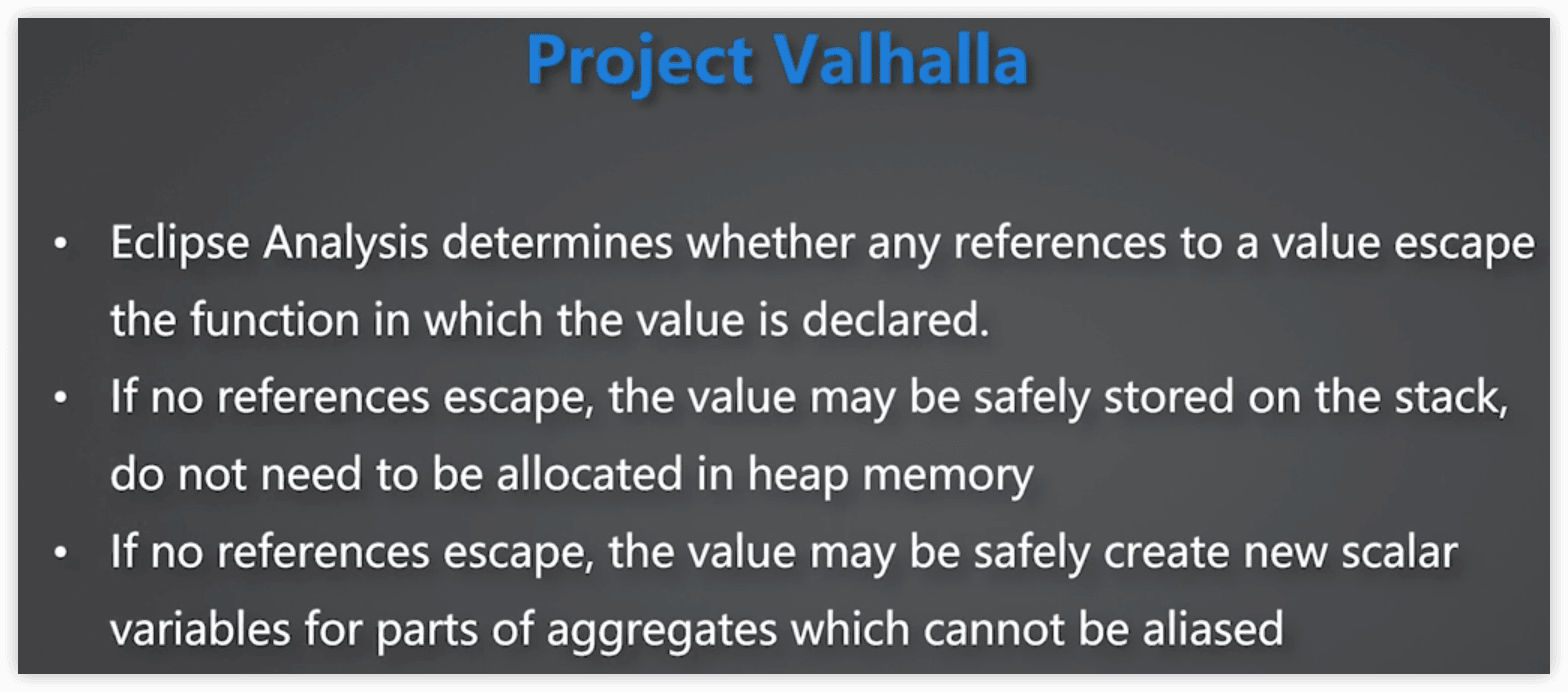 Project Valhalla
• Eclipse Analysis determines whether any references to a value escape
the function in which the value is declared.
• If no references escape, the value may be safely stored on the stack,
do not need to be allocated in heap memory
• If no references escape, the value may be safely create new scalar
variables for parts of aggregates which cannot be aliased